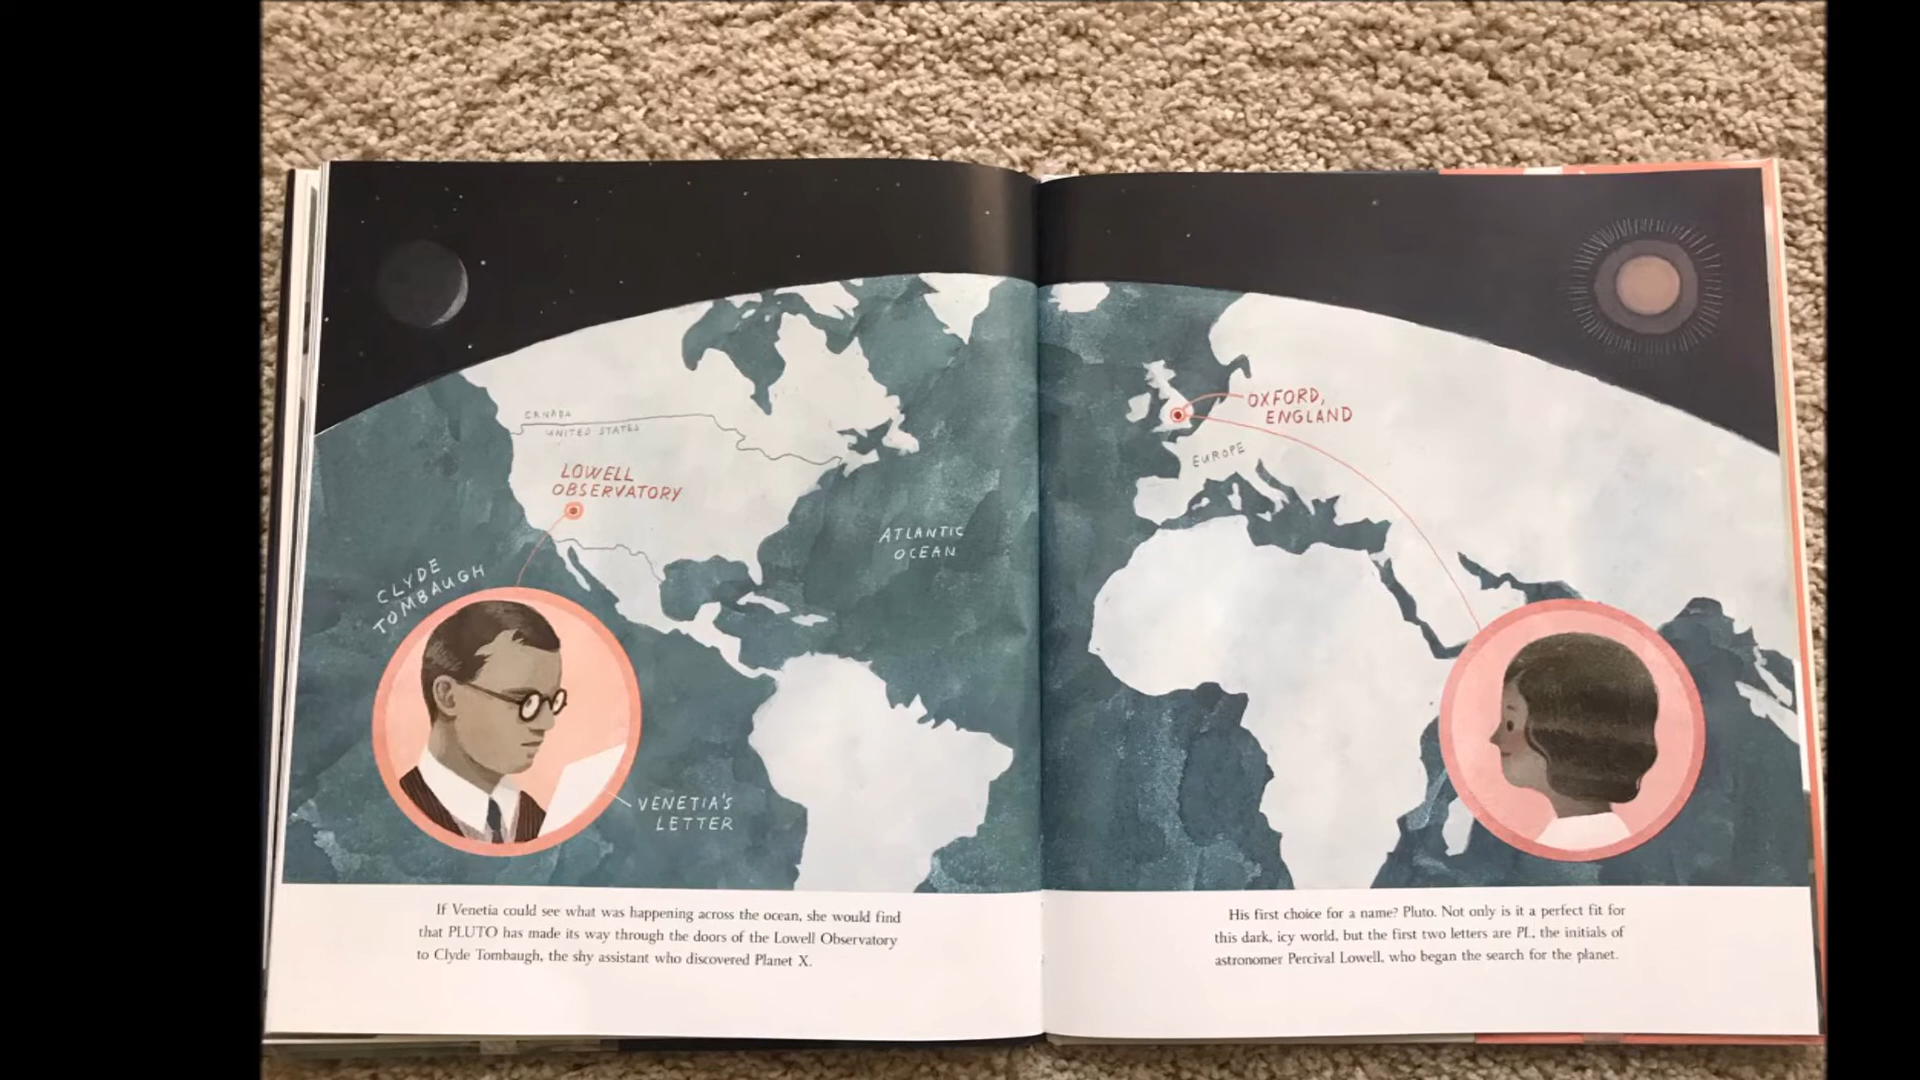 CANADA
UNITED STATES
LOWELL
OBSERVATORY
CLYDE
TOMBAUGH
VENETIA'S
LETTER
ATLANTIC
OCEAN
OXFORD,
ENGLAND
EUROPE
If Venetia could see what was happening across the ocean, she would find
that PLUTO has made its way through the doors of the Lowell Observatory
to Clyde Tombaugh, the shy assistant who discovered Planet X.
His first choice for a name? Pluto. Not only is it a perfect fit for
this dark, icy world, but the first two letters are PL, the initials of
astronomer Percival Lowell, who began the search for the planet.